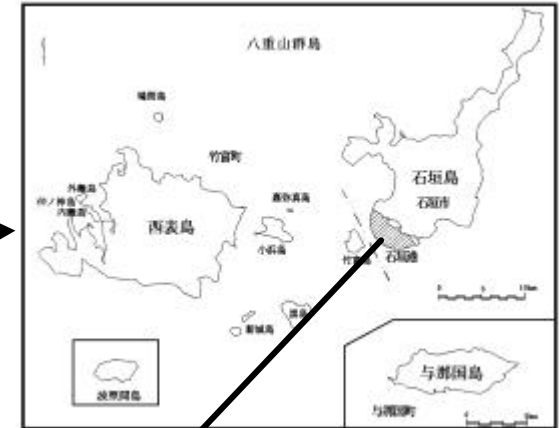 八重山群島
鳩間島
竹富町
石垣島
石垣市
外離島
仲ノ神島
内離島
嘉弥真島
西表島
小浜島
竹富島
石垣港
黒島
新城島
波照間島
与那国島
与那国町